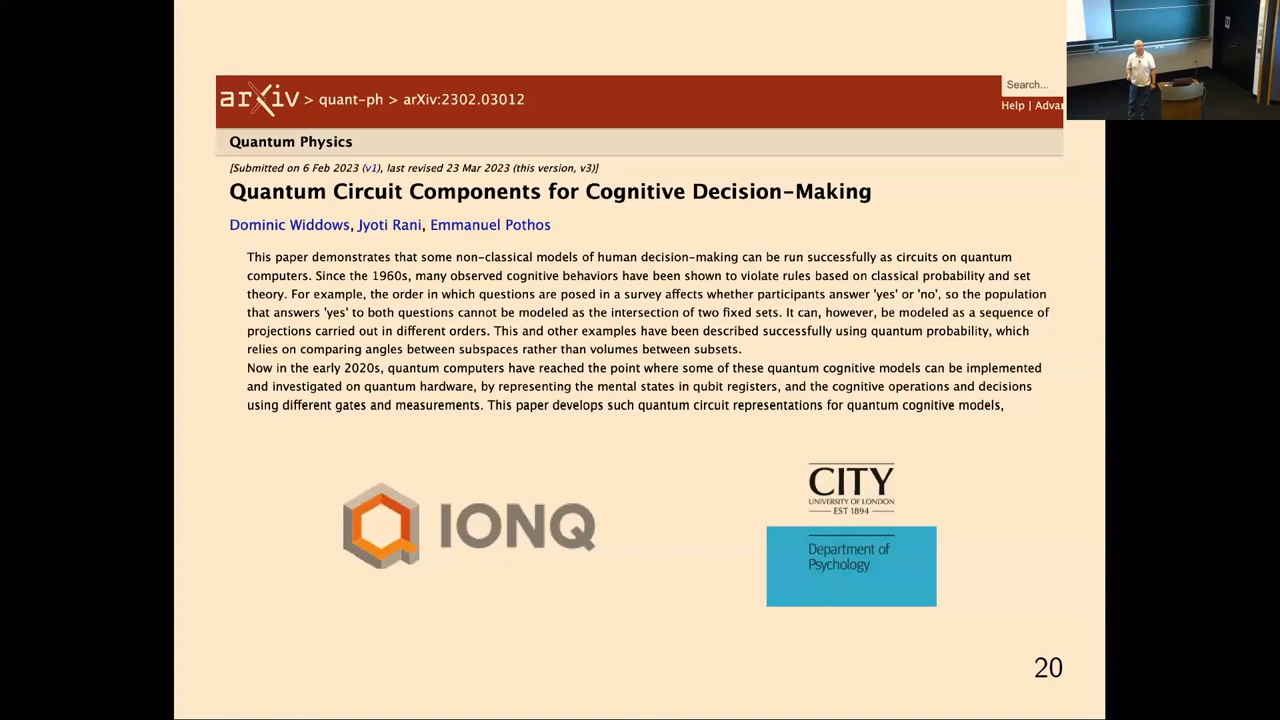 arXiv > quant-ph > arXiv:2302.03012
Search...
Help | Advan
Quantum Physics
[Submitted on 6 Feb 2023 (v1), last revised 23 Mar 2023 (this version, v3)]
Quantum Circuit Components for Cognitive Decision-Making
Dominic Widdows, Jyoti Rani, Emmanuel Pothos
This paper demonstrates that some non-classical models of human decision-making can be run successfully as circuits on quantum
computers. Since the 1960s, many observed cognitive behaviors have been shown to violate rules based on classical probability and set
theory. For example, the order in which questions are posed in a survey affects whether participants answer 'yes' or 'no', so the population
that answers 'yes' to both questions cannot be modeled as the intersection of two fixed sets. It can, however, be modeled as a sequence of
projections carried out in different orders. This and other examples have been described successfully using quantum probability, which
relies on comparing angles between subspaces rather than volumes between subsets.
Now in the early 2020s, quantum computers have reached the point where some of these quantum cognitive models can be implemented
and investigated on quantum hardware, by representing the mental states in qubit registers, and the cognitive operations and decisions
using different gates and measurements. This paper develops such quantum circuit representations for quantum cognitive models,
IONQ
CITY
UNIVERSITY OF LONDON
EST 1894
Department of
Psychology
20